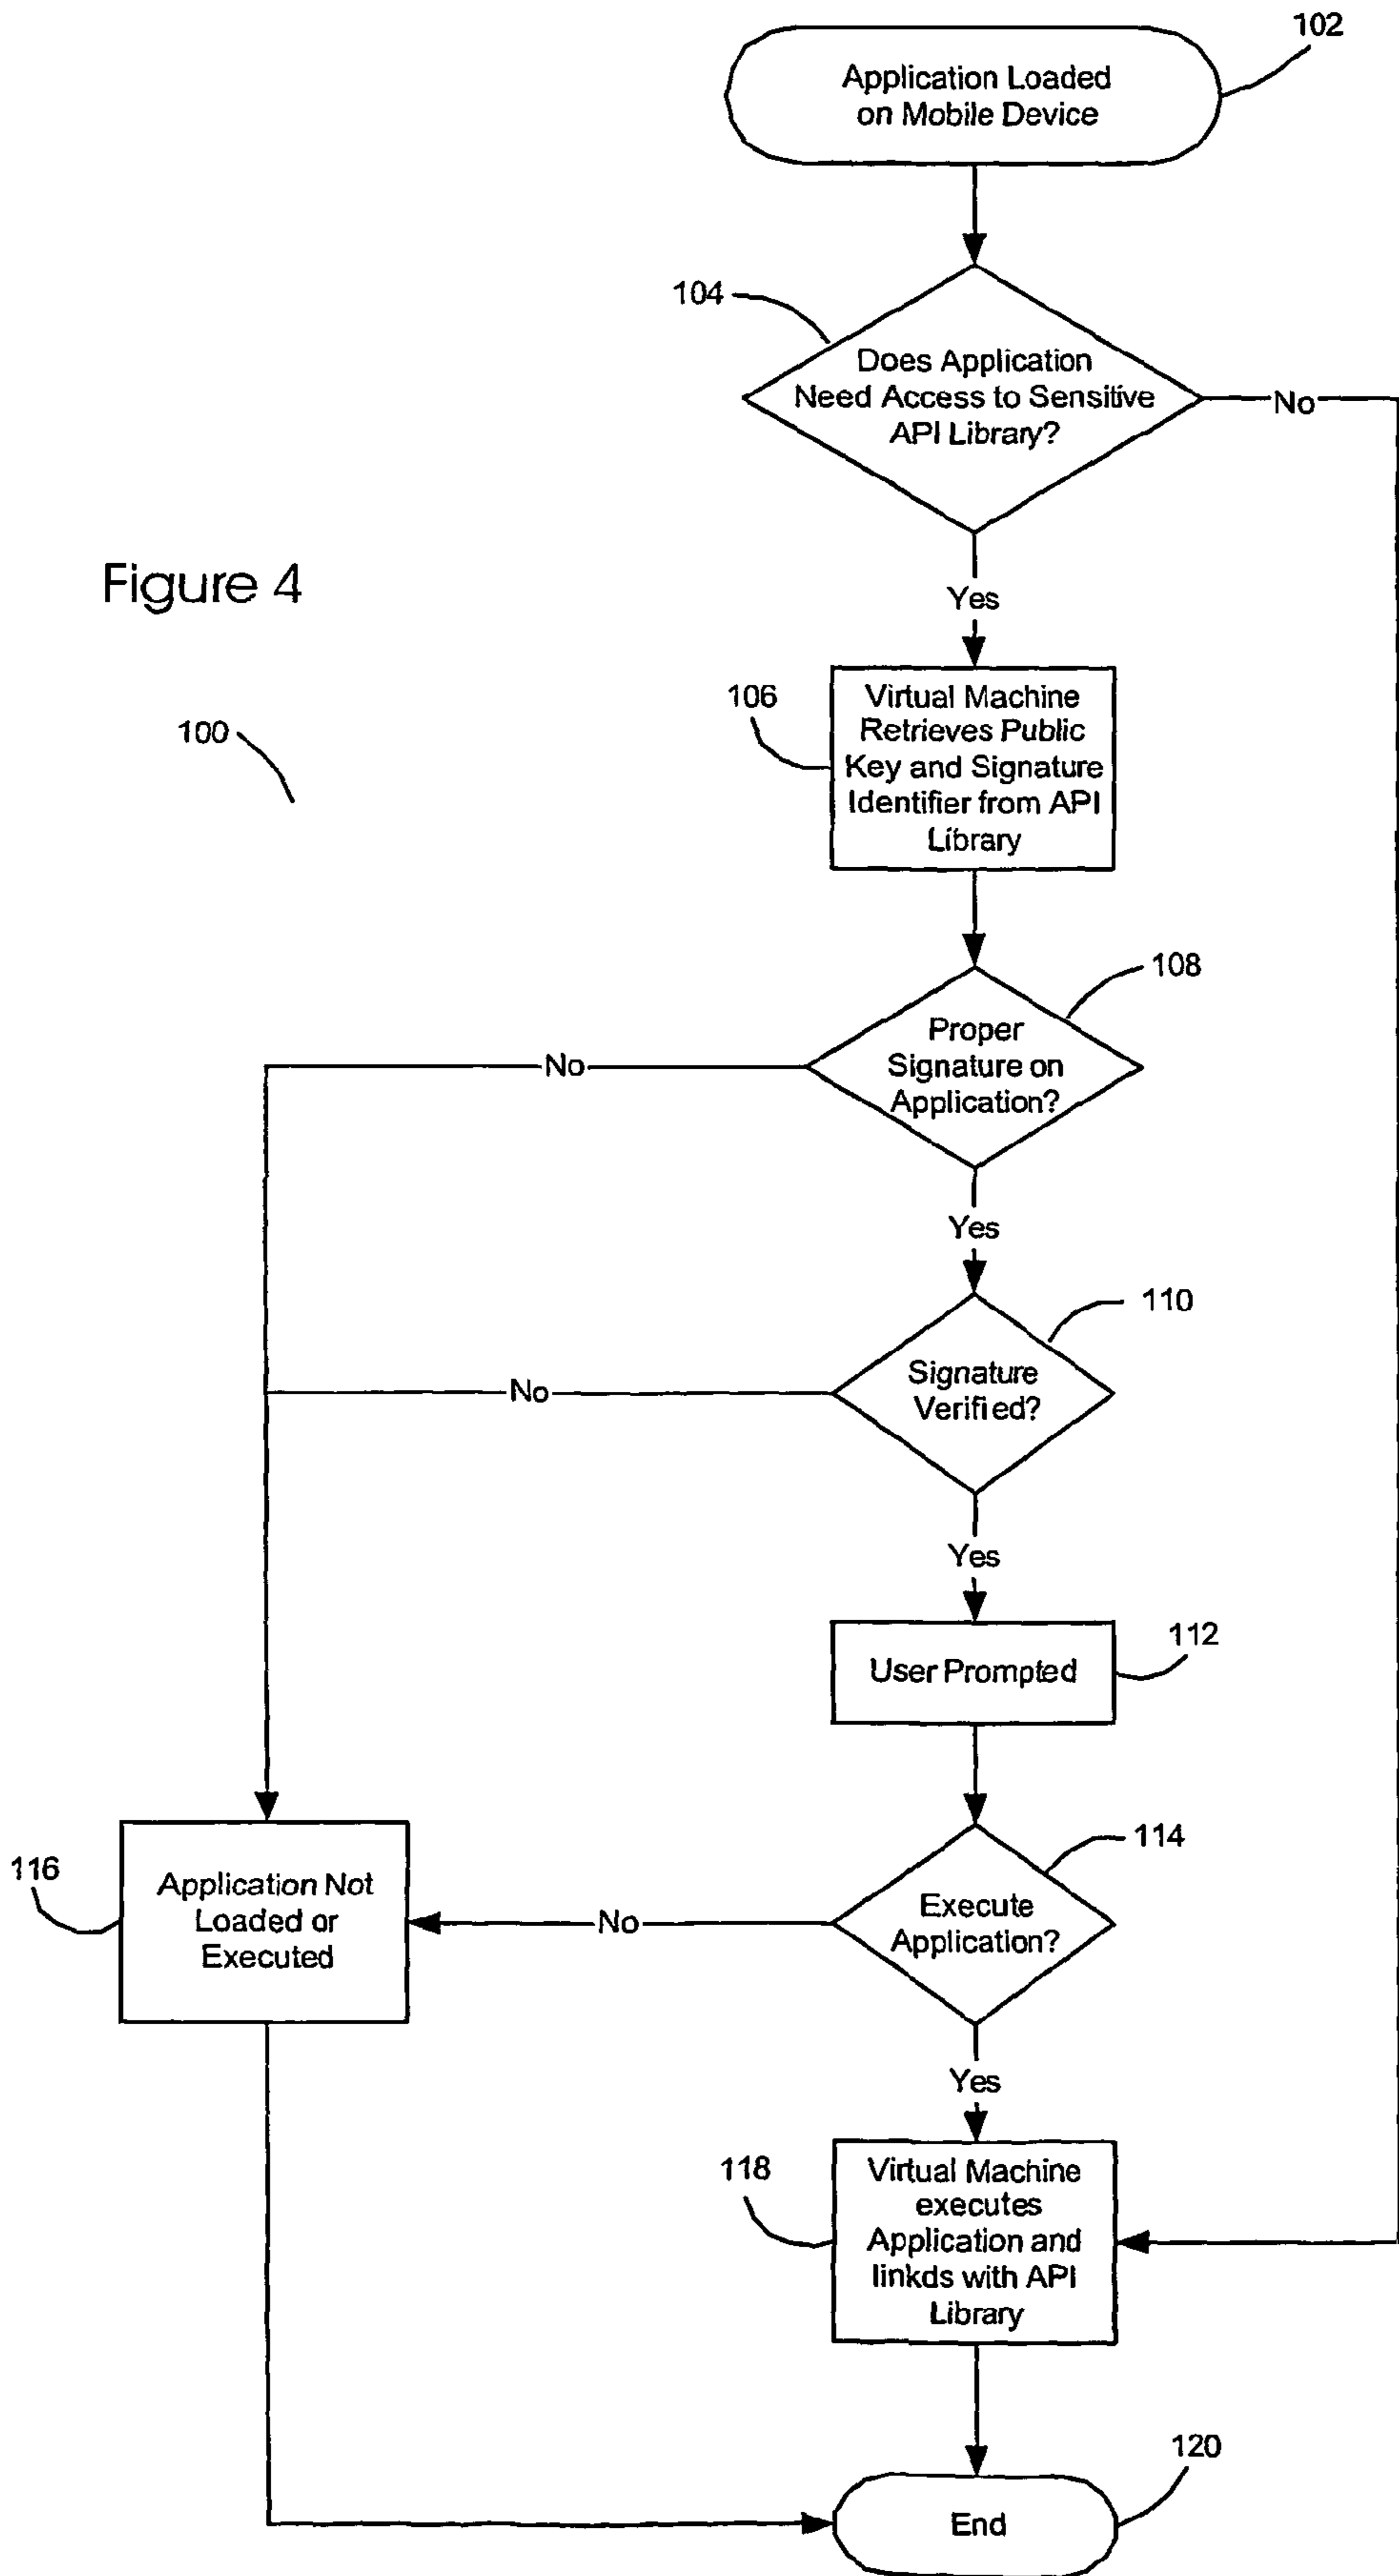 102
Application Loaded
on Mobile Device
104
Does Application
Need Access to Sensitive
API Library?
No
Figure 4
Yes
100
106
Virtual Machine
Retrieves Public
Key and Signature
Identifier from API
Library
108
Proper
Signature on
Application?
No
Yes
110
Signature
Verified?
No
Yes
112
User Prompted
114
116
Application Not
Loaded or
Executed
No
Execute
Application?
Yes
118
Virtual Machine
executes
Application and
linkds with API
Library
120
End